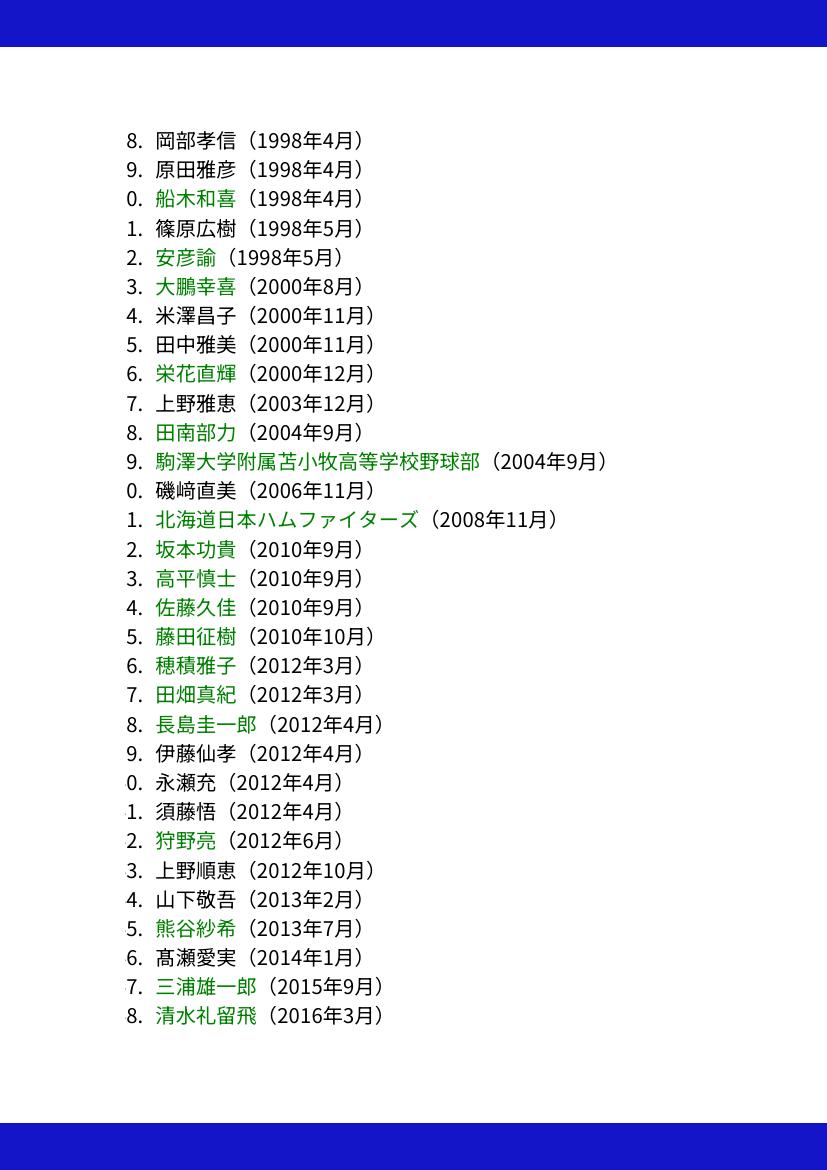 8. 岡部孝信（1998年4月）
9. 原田雅彦（1998年4月）
0. 船木和喜（1998年4月）
1. 篠原広樹（1998年5月）
2. 安彦諭（1998年5月）
3. 大鵬幸喜（2000年8月）
4. 米澤昌子（2000年11月）
5. 田中雅美（2000年11月）
6. 栄花直輝（2000年12月）
7. 上野雅恵（2003年12月）
8. 田南部力（2004年9月）
9. 駒澤大学附属苫小牧高等学校野球部（2004年9月）
0. 磯﨑直美（2006年11月）
1. 北海道日本ハムファイターズ（2008年11月）
2. 坂本功貴（2010年9月）
3. 高平慎士（2010年9月）
4. 佐藤久佳（2010年9月）
5. 藤田征樹（2010年10月）
6. 穂積雅子（2012年3月）
7. 田畑真紀（2012年3月）
8. 長島圭一郎（2012年4月）
9. 伊藤仙孝（2012年4月）
0. 永瀬充（2012年4月）
1. 須藤悟（2012年4月）
2. 狩野亮（2012年6月）
3. 上野順恵（2012年10月）
4. 山下敬吾（2013年2月）
5. 熊谷紗希（2013年7月）
6. 髙瀬愛実（2014年1月）
7. 三浦雄一郎（2015年9月）
8. 清水礼留飛（2016年3月）